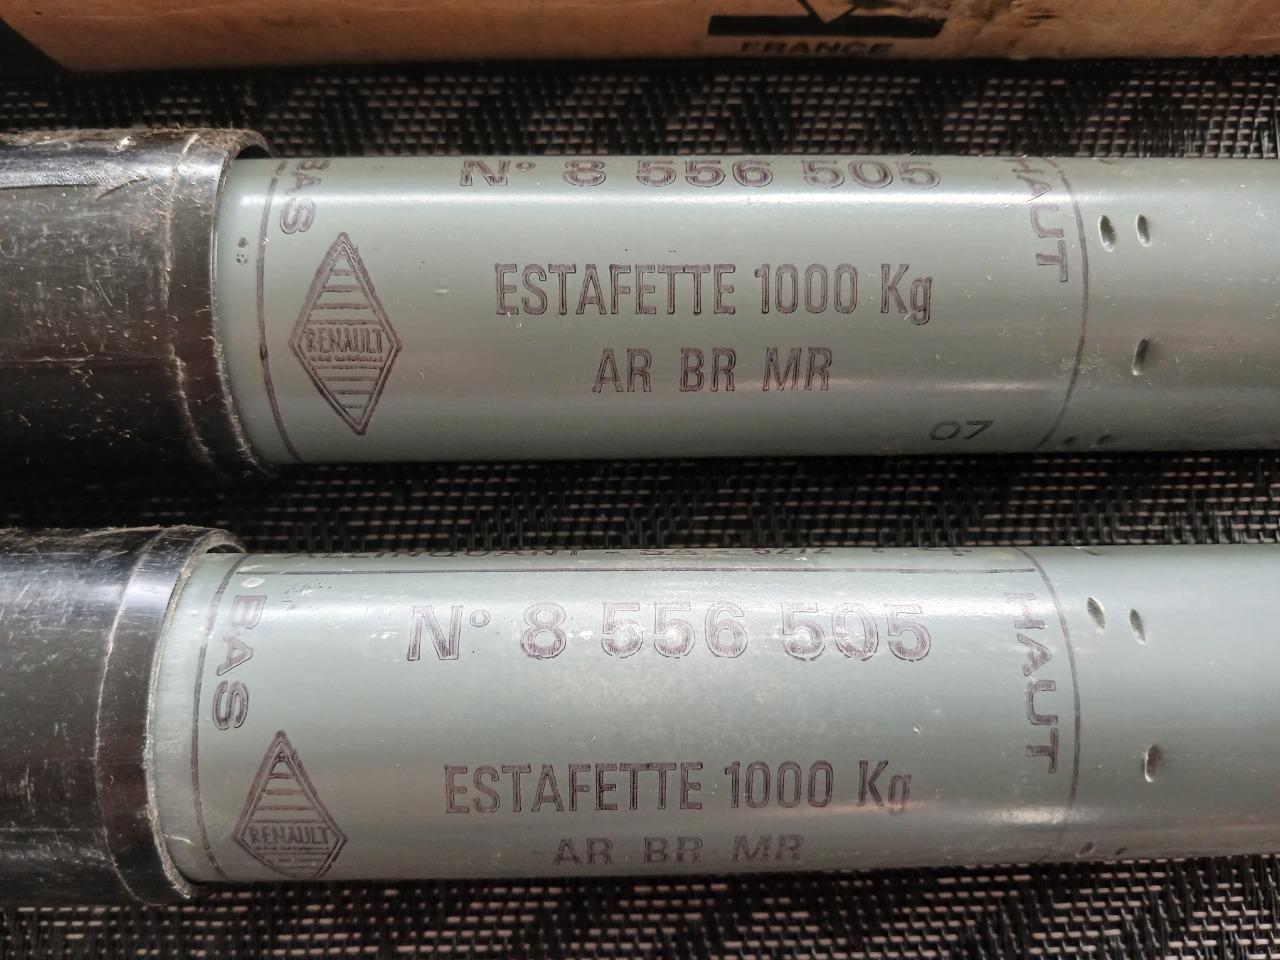 FRANCE
BAS
N° 8 556 505
HAUT
RENAULT
ESTAFETTE 1000 Kg
AR BR MR
07
BAS
N° 8 556 505
HAUT
RENAULT
ESTAFETTE 1000 Kg
AR BR MR